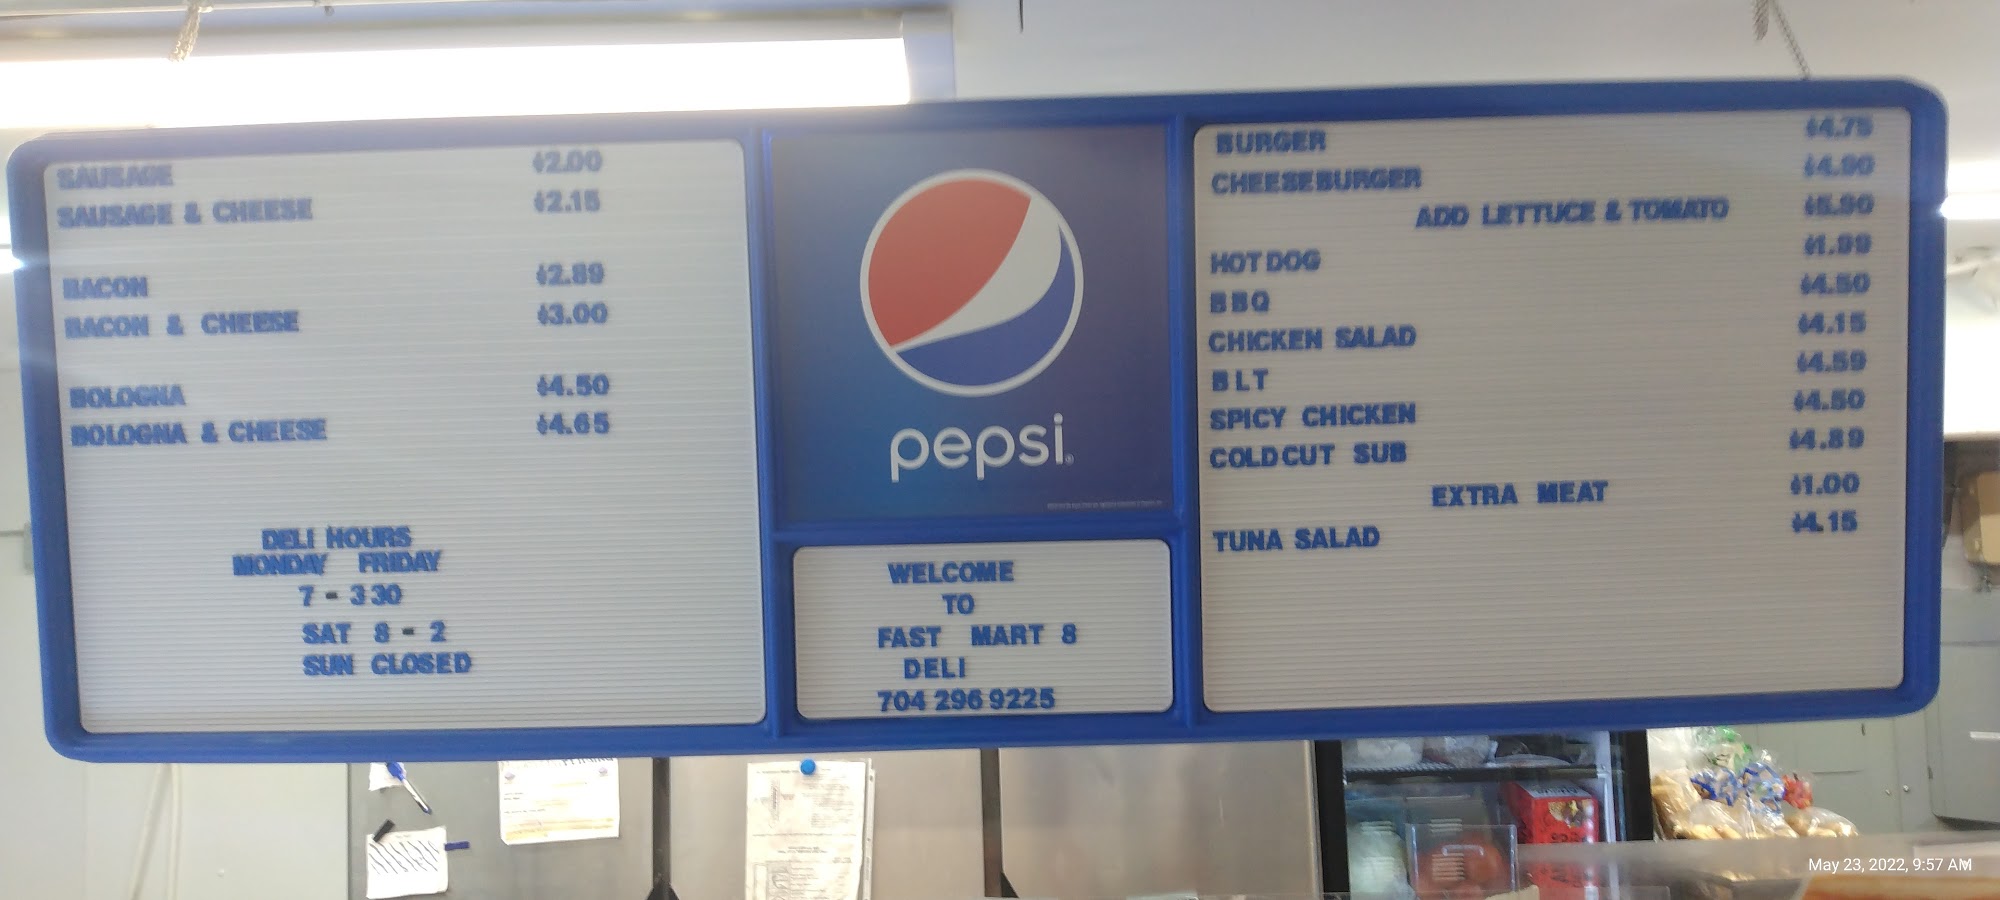 SAUSAGE $2.00
SAUSAGE & CHEESE $2.15
BACON $2.89
BACON & CHEESE $3.00
BOLOGNA $4.50
BOLOGNA & CHEESE $4.65
DELI HOURS
MONDAY FRIDAY
7 - 3 30
SAT 8 - 2
SUN CLOSED
pepsi
WELCOME
TO
FAST MART 8
DELI
704 296 9225
BURGER $4.75
CHEESEBURGER $4.90
ADD LETTUCE & TOMATO $5.90
HOT DOG $1.99
BBQ $4.50
CHICKEN SALAD $4.15
BLT $4.59
SPICY CHICKEN $4.50
COLDCUT SUB $4.89
EXTRA MEAT $1.00
TUNA SALAD $4.15
May 23, 2022, 9:57 AM